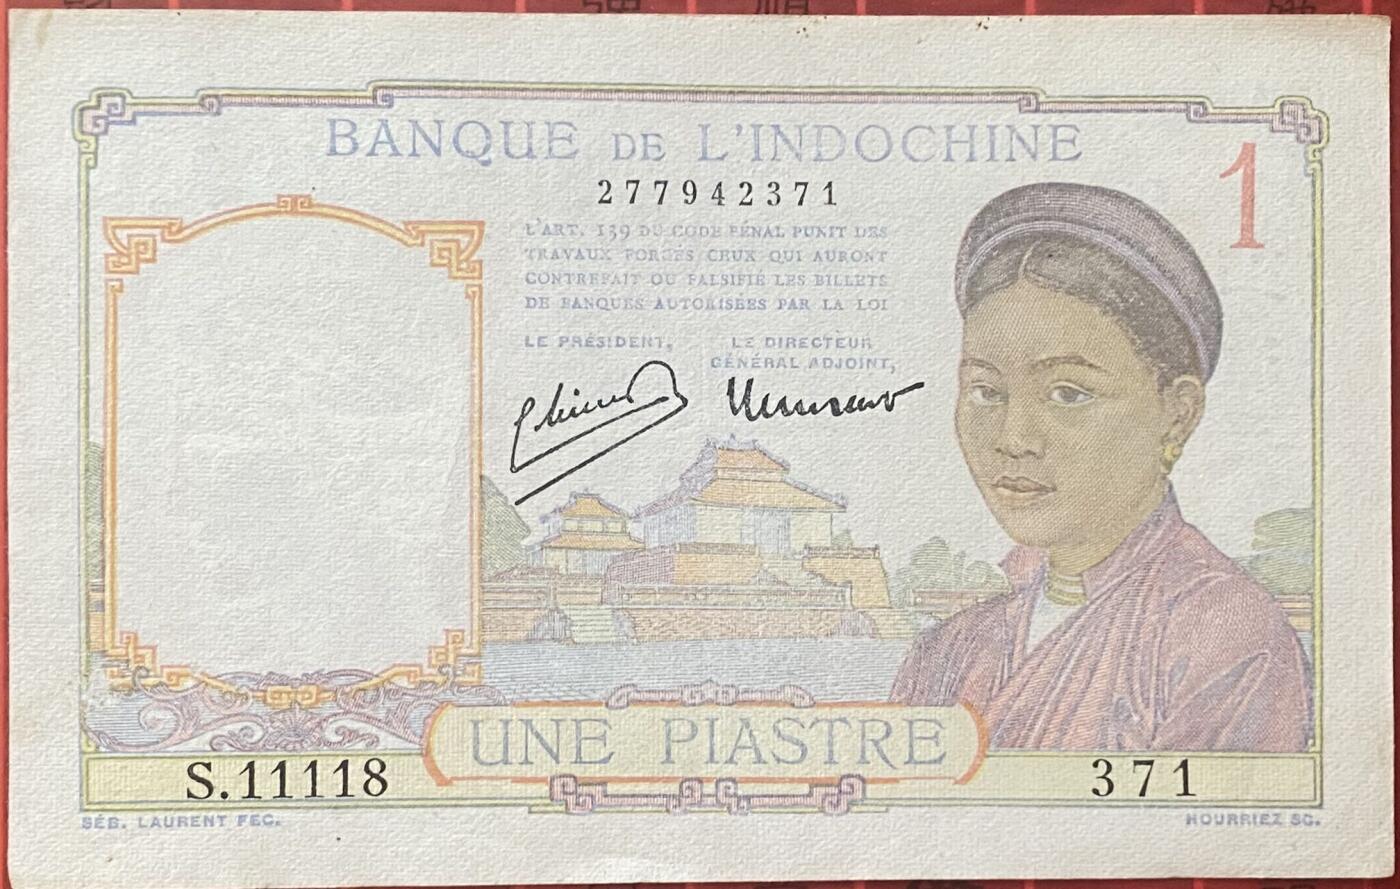 BANQUE DE L'INDOCHINE
277942371
1
L'ART. 139 DU CODE PÉNAL PUNIT DES
TRAVAUX FORCÉS CEUX QUI AURONT
CONTREFAIT OU FALSIFIÉ LES BILLETS
DE BANQUES AUTORISÉES PAR LA LOI
LE PRÉSIDENT,
LE DIRECTEUR
GÉNÉRAL ADJOINT,
UNE PIASTRE
S.11118
371
SÉB. LAURENT FEC.
HOURRIEZ SC.